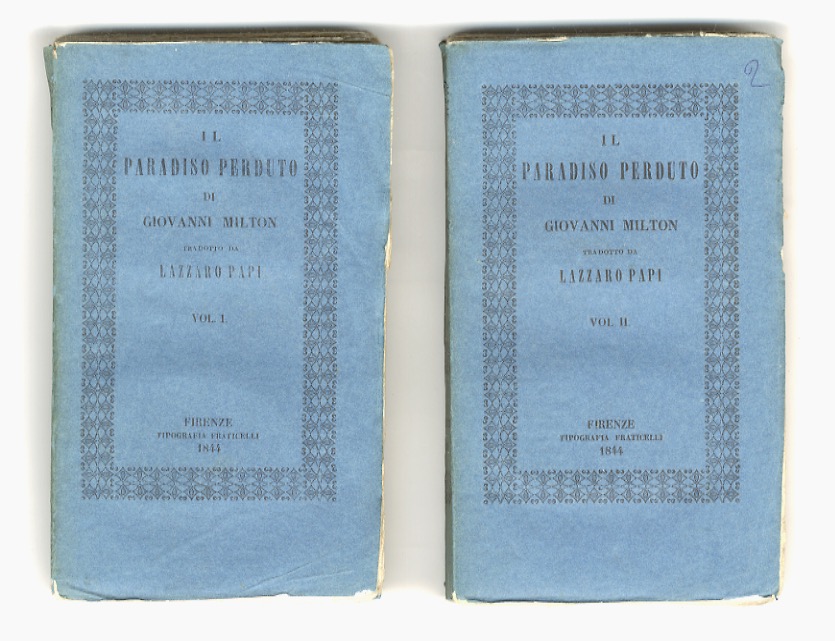 IL
PARADISO PERDUTO
DI
GIOVANNI MILTON
TRADOTTO DA
LAZZARO PAPI
VOL. I.
FIRENZE
TIPOGRAFIA FRATICELLI
1844
2
IL
PARADISO PERDUTO
DI
GIOVANNI MILTON
TRADOTTO DA
LAZZARO PAPI
VOL. II.
FIRENZE
TIPOGRAFIA FRATICELLI
1844